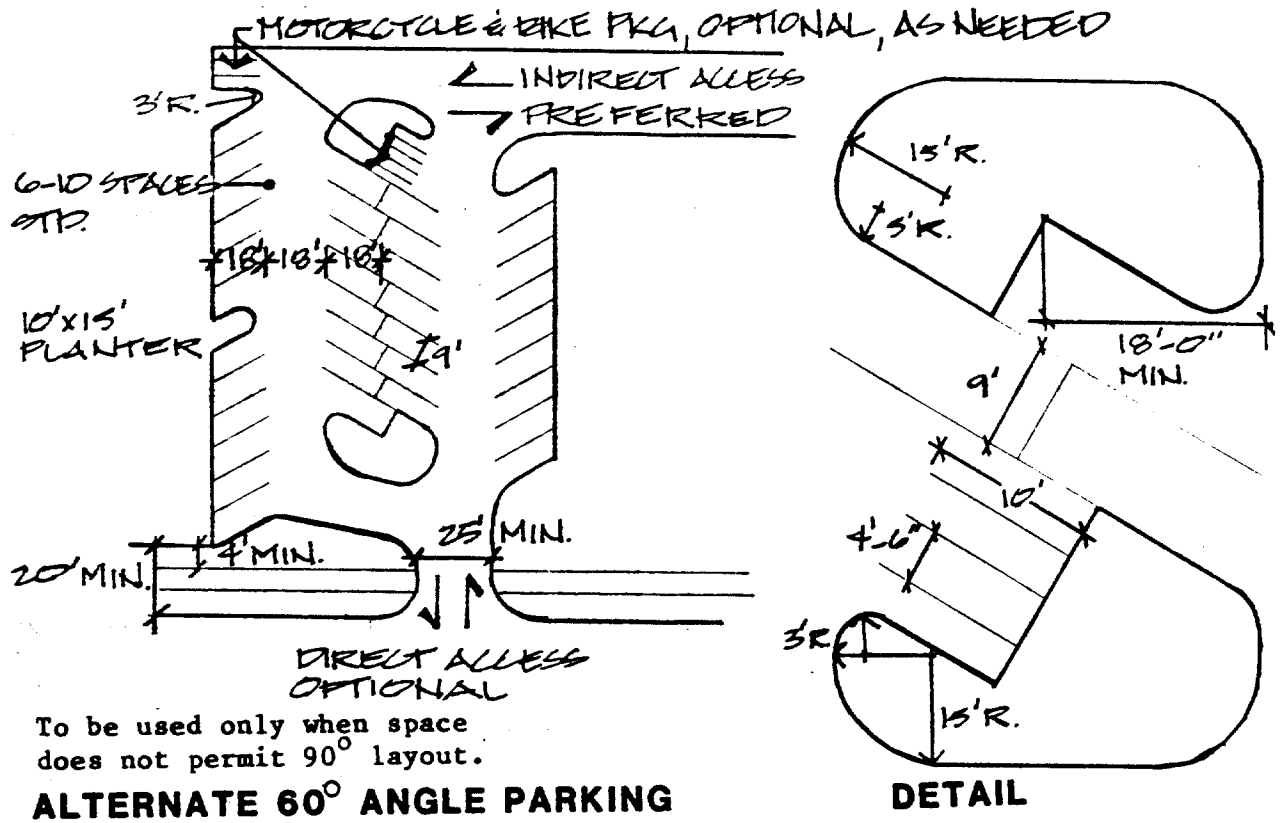 MOTORCYCLE & BIKE PKG, OPTIONAL, AS NEEDED
INDIRECT ACCESS
PREFERRED
3'R.
6-10 SPACES
STD.
18' 18' 18'
10'X15'
PLANTER
9'
25' MIN.
4' MIN.
20' MIN.
DIRECT ACCESS
OPTIONAL
To be used only when space
does not permit 90° layout.
ALTERNATE 60° ANGLE PARKING
15'R.
5'R.
18'-0"
MIN.
9'
10'
4'-6"
3'R
15'R.
DETAIL